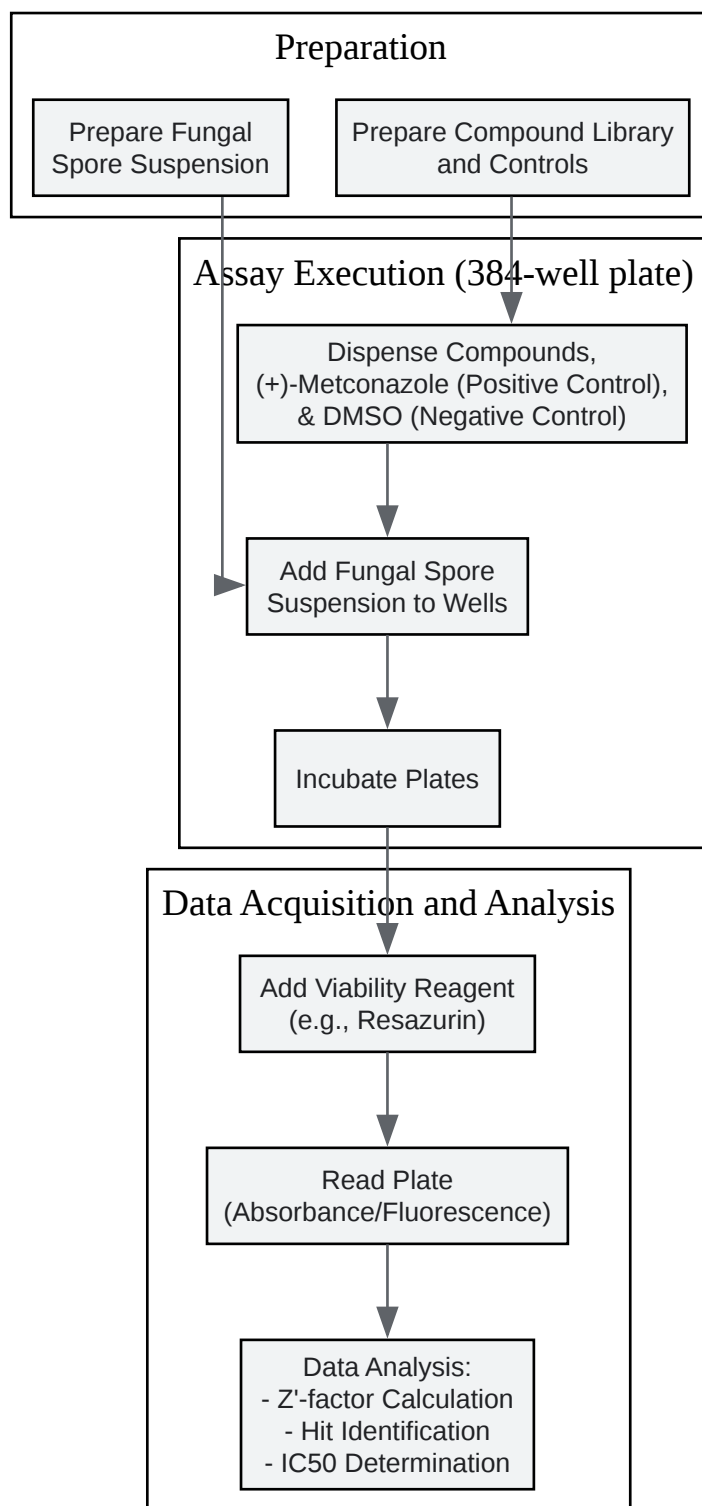 Preparation
Prepare Fungal
Spore Suspension
Prepare Compound Library
and Controls
Assay Execution (384-well plate)
Dispense Compounds,
(+)-Metconazole (Positive Control),
& DMSO (Negative Control)
Add Fungal Spore
Suspension to Wells
Incubate Plates
Data Acquisition and Analysis
Add Viability Reagent
(e.g., Resazurin)
Read Plate
(Absorbance/Fluorescence)
Data Analysis:
- Z'-factor Calculation
- Hit Identification
- IC50 Determination